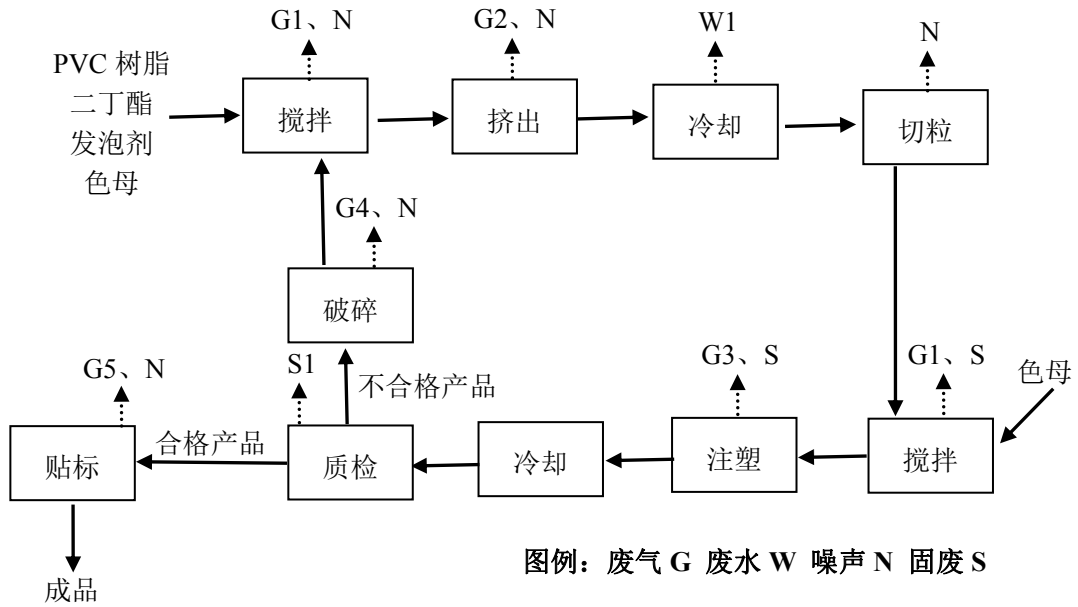 G1、N
G2、N
W1
N
PVC 树脂
二丁酯
发泡剂
色母
搅拌
挤出
冷却
切粒
G4、N
破碎
G5、N
S1
不合格产品
G3、S
G1、S
色母
贴标
合格产品
质检
冷却
注塑
搅拌
成品
图例：废气 G 废水 W 噪声 N 固废 S